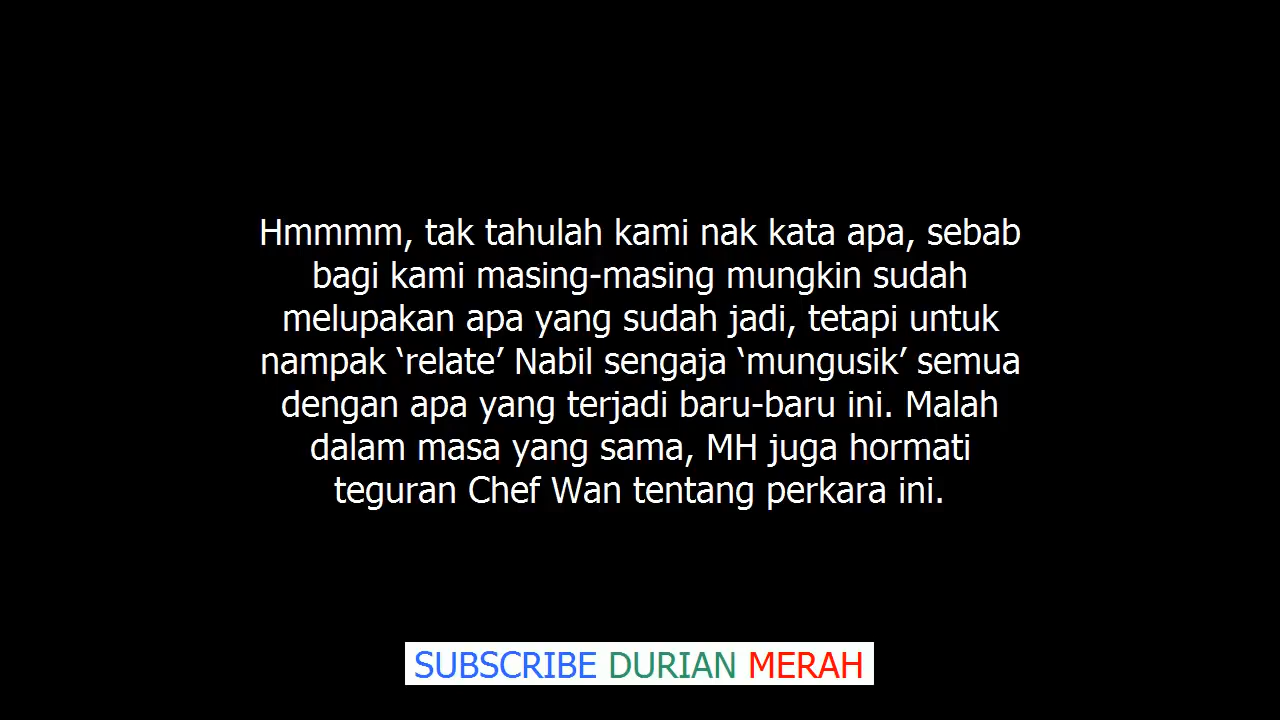 Hmmmm, tak tahulah kami nak kata apa, sebab
bagi kami masing-masing mungkin sudah
melupakan apa yang sudah jadi, tetapi untuk
nampak ‘relate’ Nabil sengaja ‘mungusik’ semua
dengan apa yang terjadi baru-baru ini. Malah
dalam masa yang sama, MH juga hormati
teguran Chef Wan tentang perkara ini.
SUBSCRIBE DURIAN MERAH